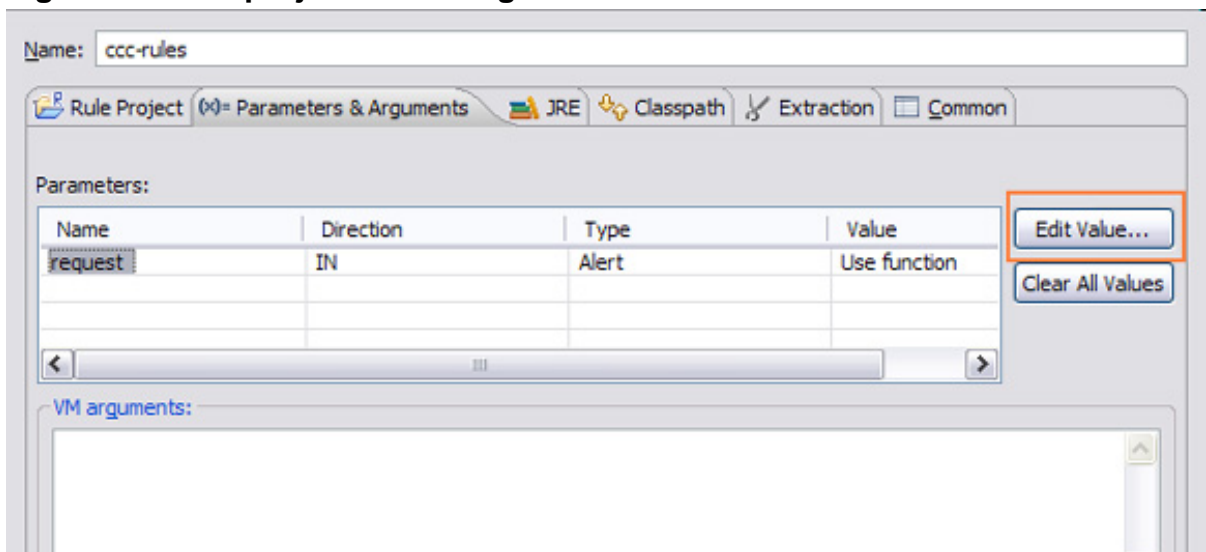 Name: ccc-rules
Rule Project (x)= Parameters & Arguments JRE Classpath Extraction Common
Parameters:
Name Direction Type Value Edit Value...
request IN Alert Use function
Clear All Values
VM arguments: